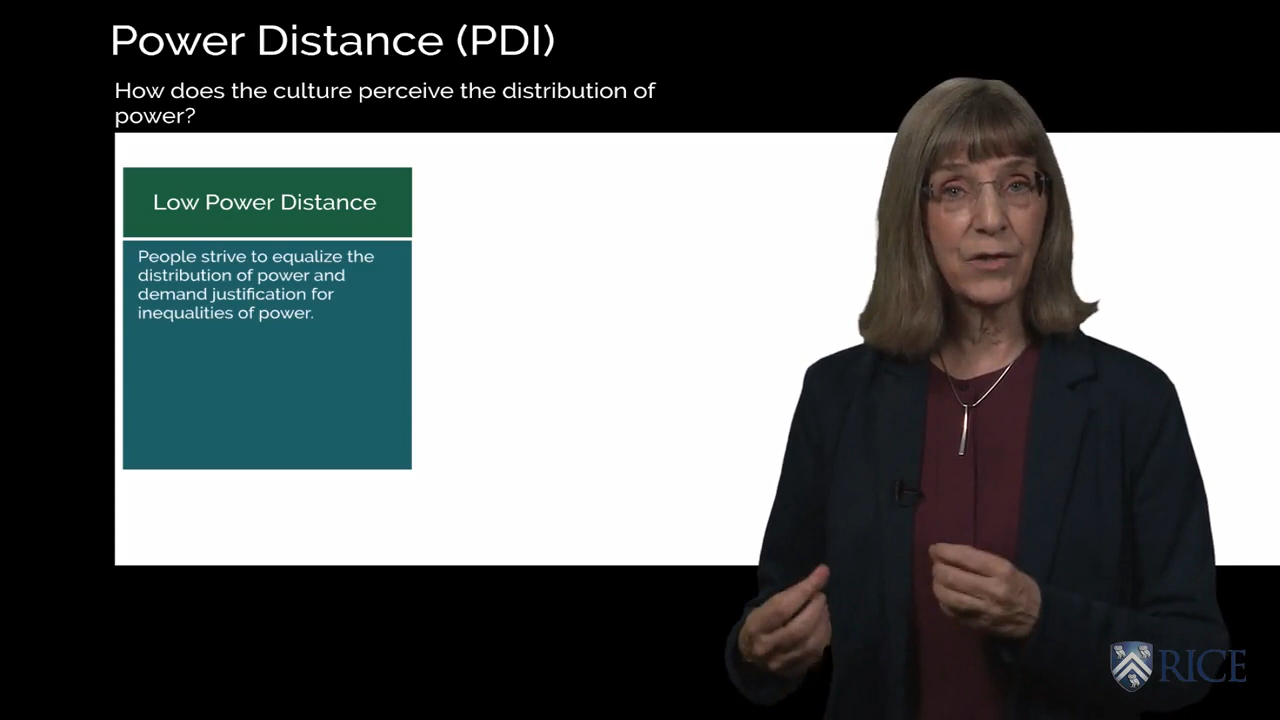 Power Distance (PDI)
How does the culture perceive the distribution of
power?
Low Power Distance
People strive to equalize the
distribution of power and
demand justification for
inequalities of power.
RICE